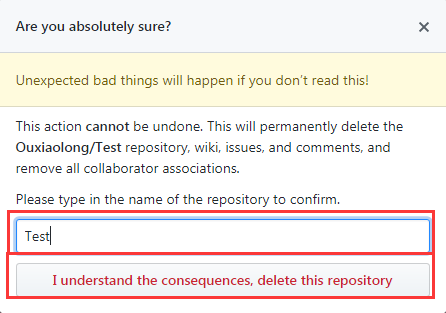 Are you absolutely sure?
Unexpected bad things will happen if you don’t read this!
This action cannot be undone. This will permanently delete the
Ouxiaolong/Test repository, wiki, issues, and comments, and
remove all collaborator associations.
Please type in the name of the repository to confirm.
Test
I understand the consequences, delete this repository